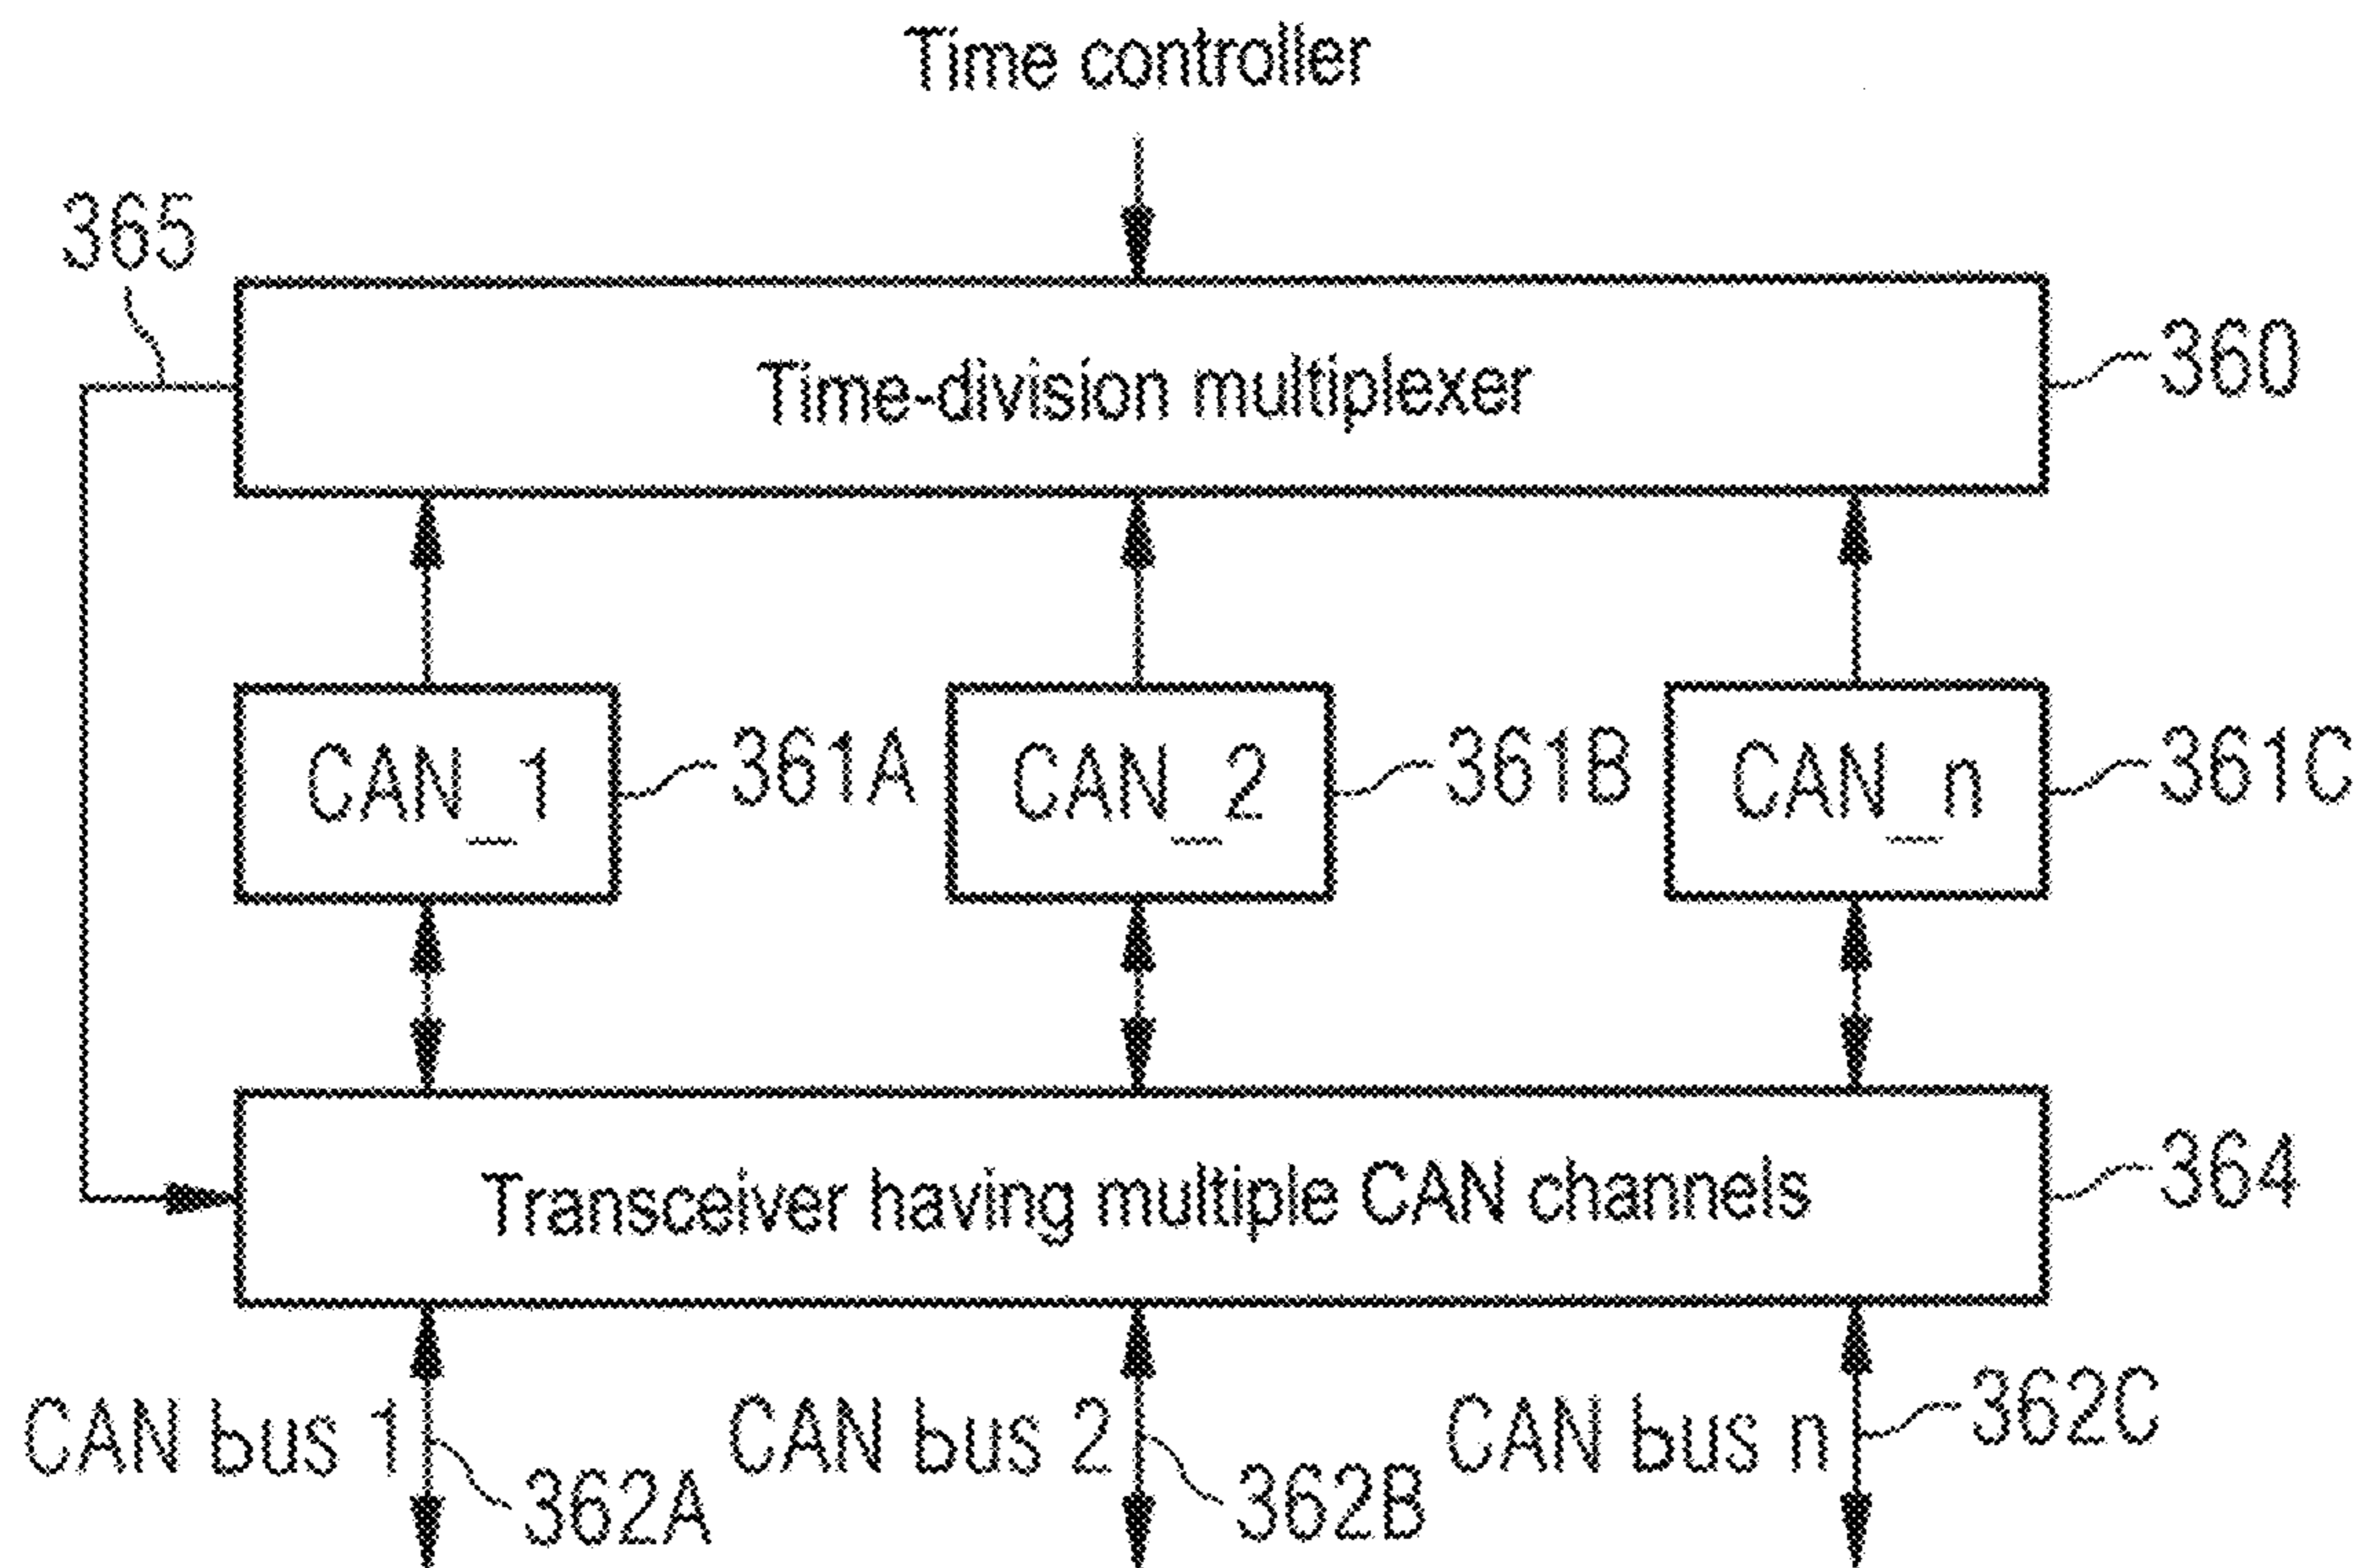 Time controller
365
Time-division multiplexer
360
CAN_1
361A
CAN_2
361B
CAN_n
361C
Transceiver having multiple CAN channels
364
CAN bus 1
362A
CAN bus 2
362B
CAN bus n
362C